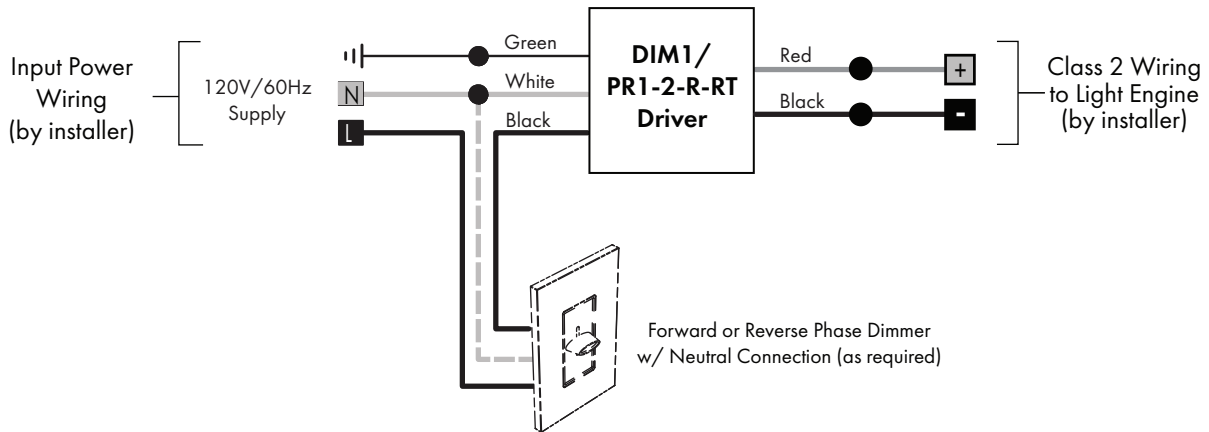 Input Power
Wiring
(by installer)
120V/60Hz
Supply
N
L
Green
White
Black
DIM1/
PR1-2-R-RT
Driver
Red
Black
+
-
Class 2 Wiring
to Light Engine
(by installer)
Forward or Reverse Phase Dimmer
w/ Neutral Connection (as required)